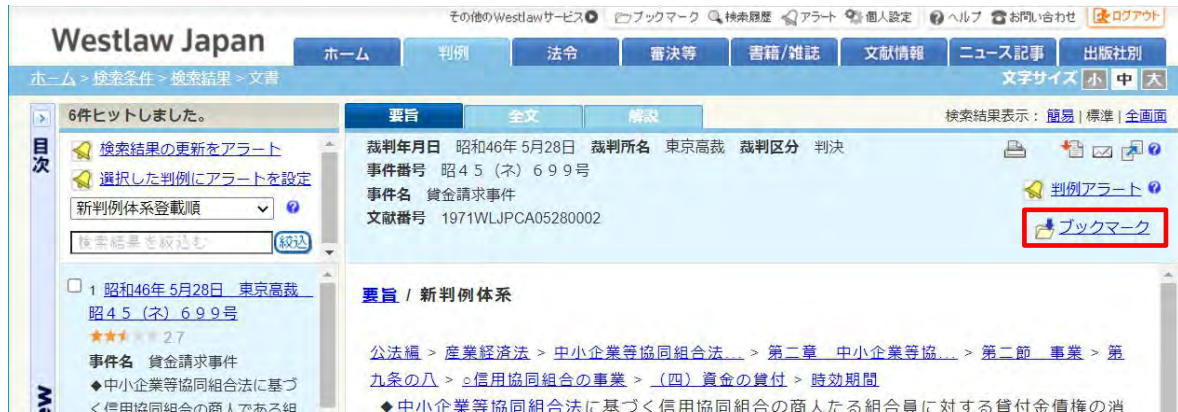 その他のWestlawサービス ブックマーク 検索履歴 アラート 個人設定 ヘルプ お問い合わせ ログアウト
Westlaw Japan
ホーム 判例 法令 審決等 書籍/雑誌 文献情報 ニュース記事 出版社別
ホーム > 検索条件 > 検索結果 > 文書 文字サイズ 小 中 大
6件ヒットしました。
目次
検索結果の更新をアラート
選択した判例にアラートを設定
新判例体系登載順
検索結果を絞込む 絞込
1 昭和46年 5月28日 東京高裁
昭45(ネ)699号
2.7
事件名 貸金請求事件
◆中小企業等協同組合法に基づ
く信用協同組合の商人である組
要旨 全文 解説 検索結果表示: 簡易 | 標準 | 全画面
裁判年月日 昭和46年 5月28日 裁判所名 東京高裁 裁判区分 判決
事件番号 昭45(ネ)699号
事件名 貸金請求事件
文献番号 1971WLJPCA05280002
判例アラート
ブックマーク
要旨 / 新判例体系
公法編 > 産業経済法 > 中小企業等協同組合法... > 第二章 中小企業等協... > 第二節 事業 > 第
九条の八 > ○信用協同組合の事業 > (四)資金の貸付 > 時効期間
◆中小企業等協同組合法に基づく信用協同組合の商人たる組合員に対する貸付金債権の消